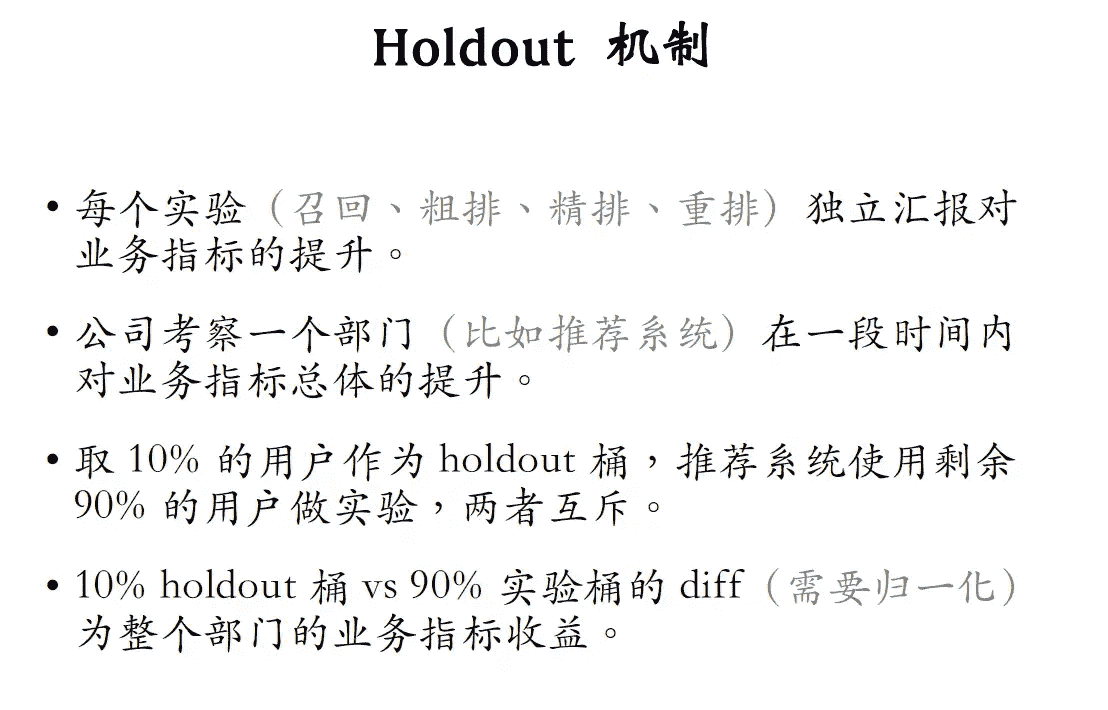 Holdout 机制
• 每个实验（召回、粗排、精排、重排）独立汇报对
业务指标的提升。
• 公司考察一个部门（比如推荐系统）在一段时间内
对业务指标总体的提升。
• 取 10% 的用户作为 holdout 桶，推荐系统使用剩余
90% 的用户做实验，两者互斥。
• 10% holdout 桶 vs 90% 实验桶的 diff（需要归一化）
为整个部门的业务指标收益。